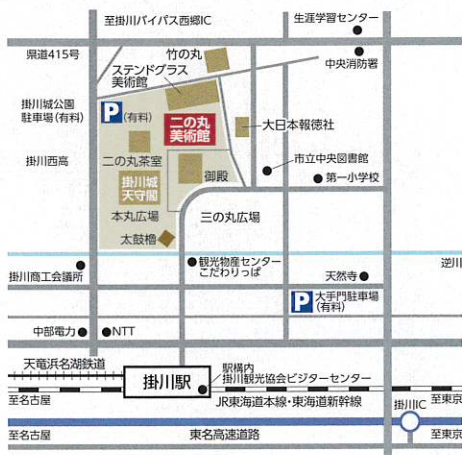 至掛川バイパス西郷IC
生涯学習センター
県道415号
竹の丸
ステンドグラス
美術館
中央消防署
掛川城公園
駐車場(有料)
P
(有料)
二の丸
美術館
大日本報徳社
掛川西高
二の丸茶室
御殿
市立中央図書館
第一小学校
掛川城
天守閣
本丸広場
三の丸広場
太鼓櫓
掛川商工会議所
観光物産センター
こだわりっぱ
天然寺
逆川
P
大手門駐車場
(有料)
中部電力
NTT
天竜浜名湖鉄道
掛川駅
駅構内
掛川観光協会ビジターセンター
至名古屋
JR東海道本線・東海道新幹線
至東京
掛川IC
至名古屋
東名高速道路
至東京